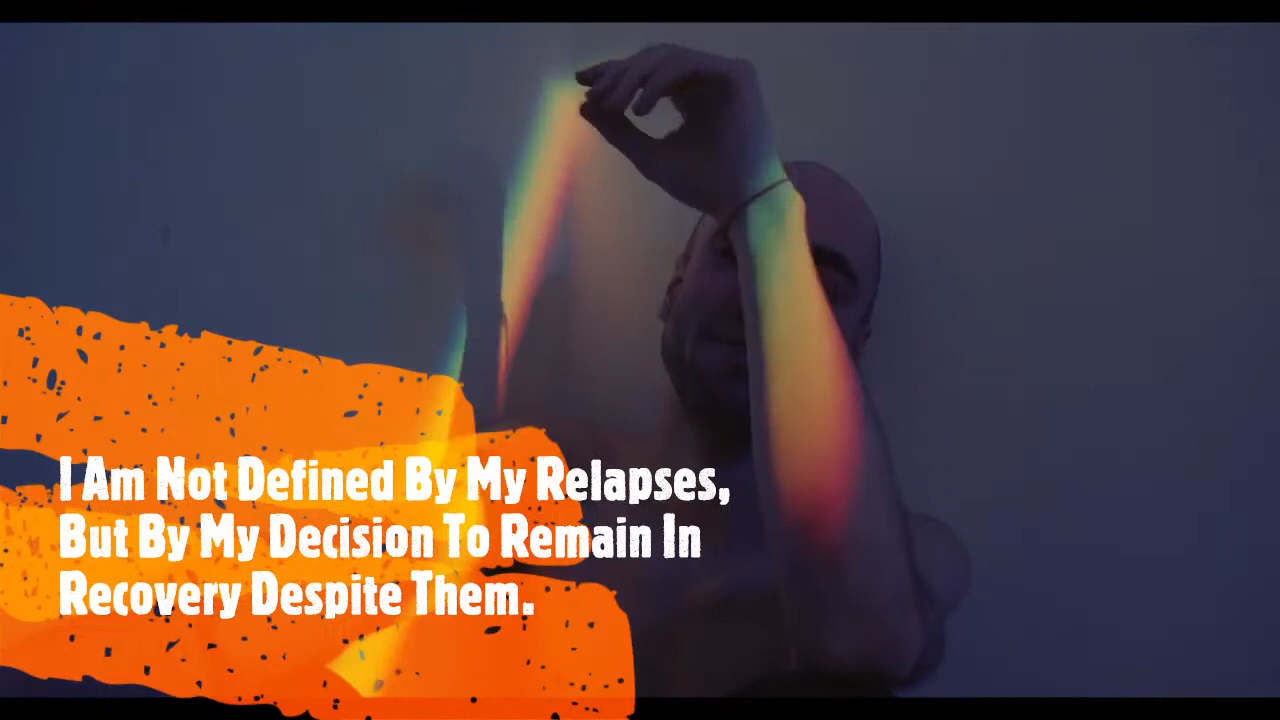 I Am Not Defined By My Relapses,
But By My Decision To Remain In
Recovery Despite Them.